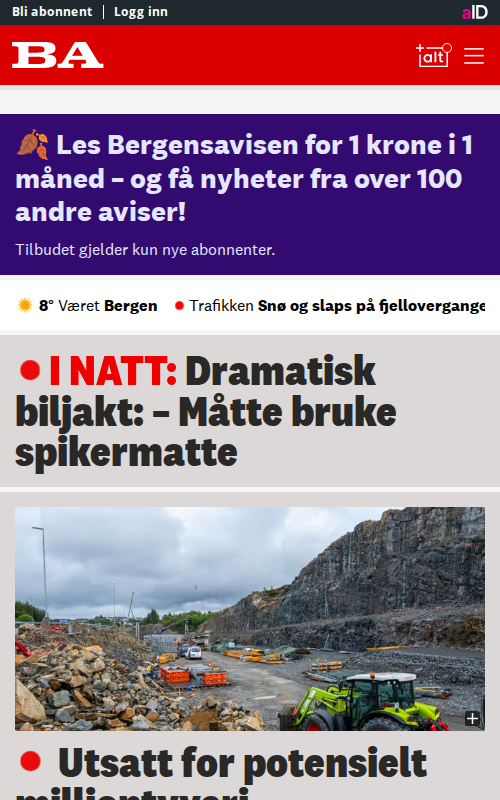 Bli abonnent | Logg inn
aID
BA
+alt
Les Bergensavisen for 1 krone i 1
måned – og få nyheter fra over 100
andre aviser!
Tilbudet gjelder kun nye abonnenter.
8° Været Bergen Trafikken Snø og slaps på fjellovergange
I NATT: Dramatisk
biljakt: – Måtte bruke
spikermatte
Utsatt for potensielt
milliontyveri